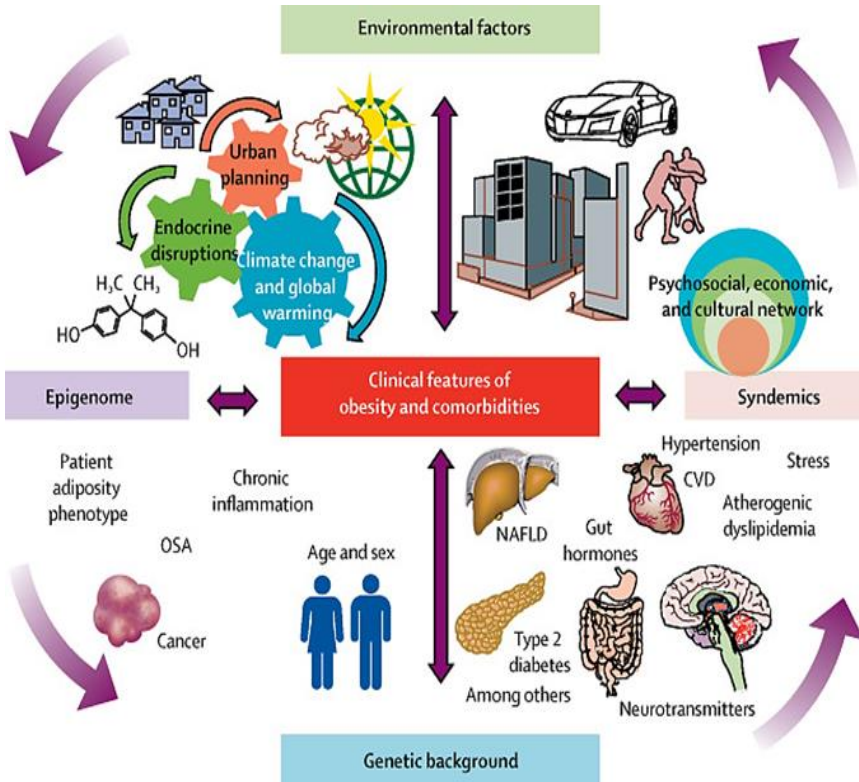 Environmental factors
Urban
planning
Endocrine
disruptions
Climate change
and global
warming
H₃C CH₃
HO
OH
Psychosocial, economic,
and cultural network
Epigenome
Clinical features of
obesity and comorbidities
Syndemics
Patient
adiposity
phenotype
Chronic
inflammation
OSA
Cancer
Age and sex
NAFLD
Hypertension
CVD
Stress
Atherogenic
dyslipidemia
Gut
hormones
Type 2
diabetes
Among others
Neurotransmitters
Genetic background